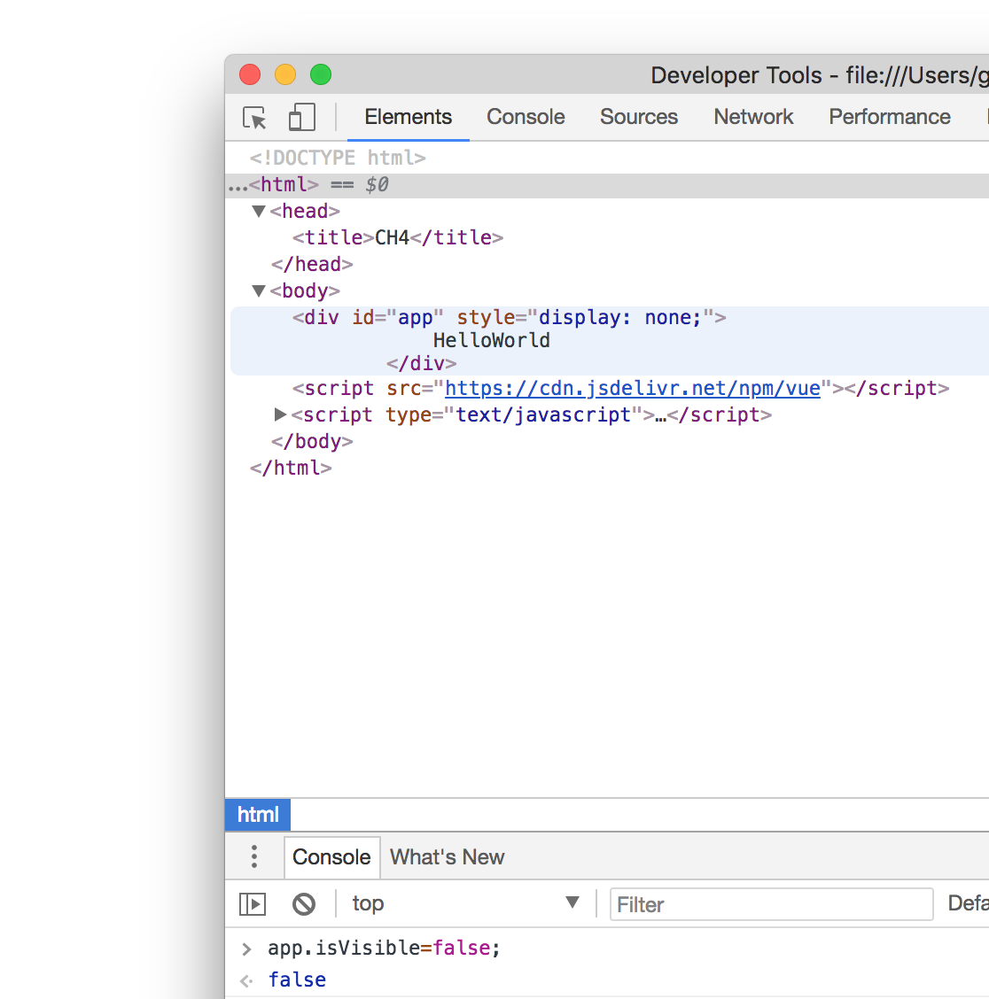 Developer Tools - file:///Users/g
Elements Console Sources Network Performance
<!DOCTYPE html>
…<html> == $0
▼<head>
<title>CH4</title>
</head>
▼<body>
<div id="app" style="display: none;">
HelloWorld
</div>
<script src="https://cdn.jsdelivr.net/npm/vue"></script>
▶<script type="text/javascript">…</script>
</body>
</html>
html
Console What's New
top ▼ Filter Defa
> app.isVisible=false;
<· false